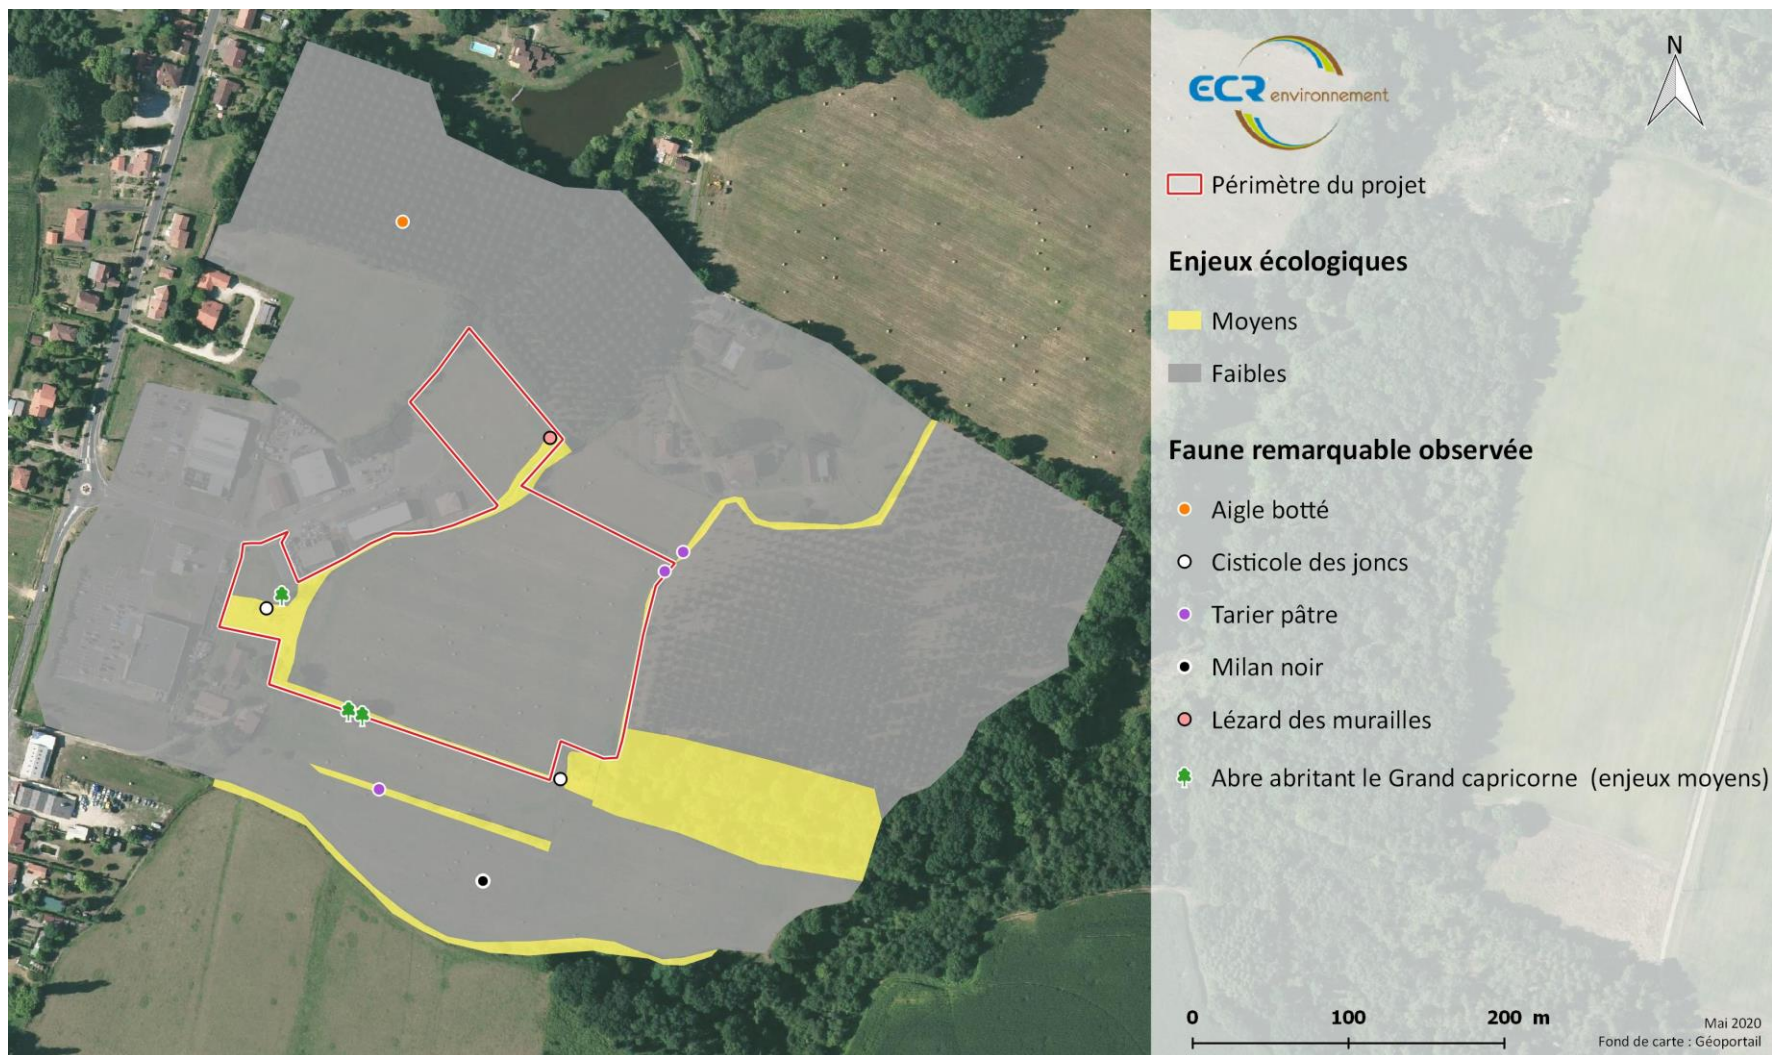 N
ECR environnement
Périmètre du projet
Enjeux écologiques
Moyens
Faibles
Faune remarquable observée
Aigle botté
Cisticole des joncs
Tarier pâtre
Milan noir
Lézard des murailles
Abre abritant le Grand capricorne (enjeux moyens)
0 100 200 m
Mai 2020
Fond de carte : Géoportail